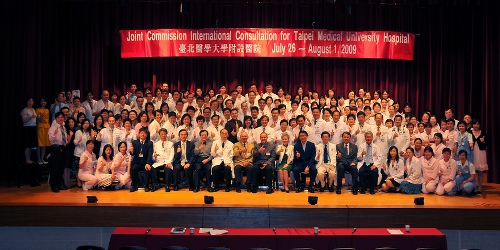 Joint Commission International Consultation for Taipei Medical University Hospital
臺北醫學大學附設醫院 July 26 — August 1, 2009